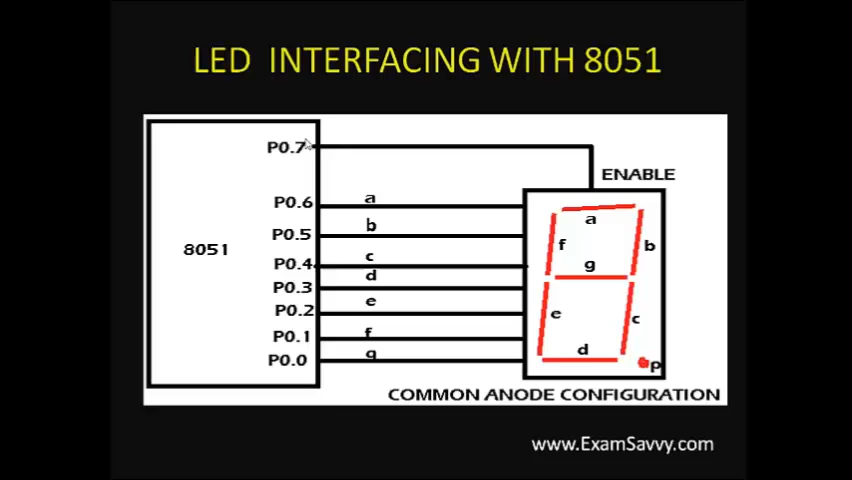 LED INTERFACING WITH 8051
P0.7
ENABLE
P0.6 a
P0.5 b
P0.4 c
P0.3 d
P0.2 e
P0.1 f
P0.0 g
8051
a
f b
g
e c
d
p
COMMON ANODE CONFIGURATION
www.ExamSavvy.com